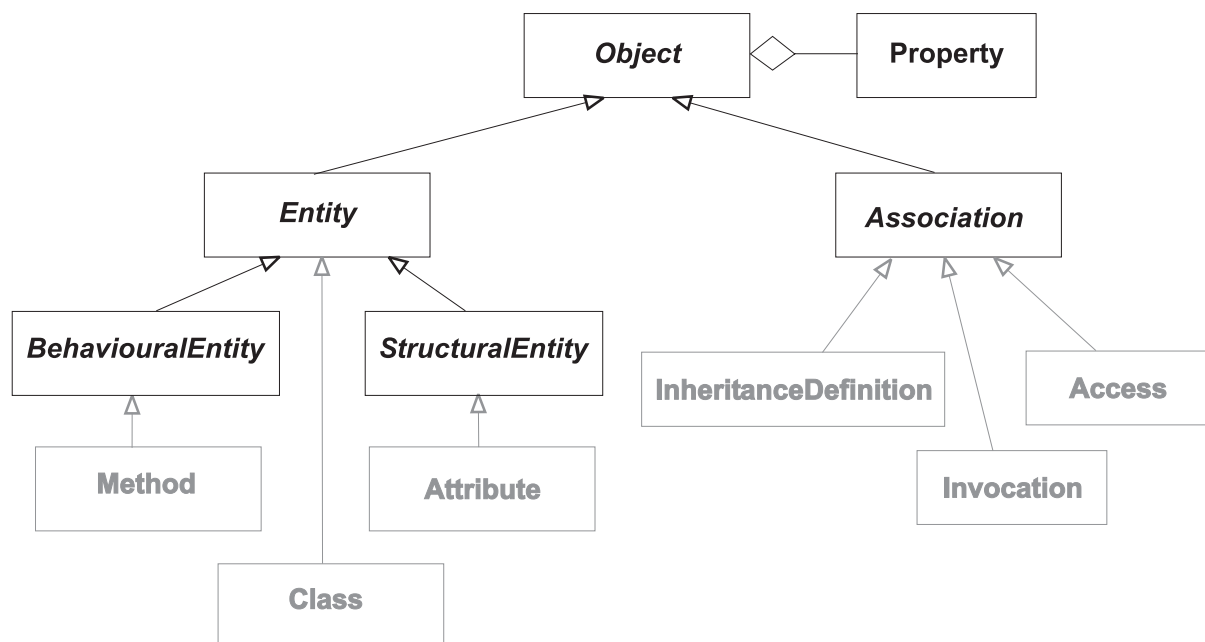 Object
Property
Entity
Association
BehaviouralEntity
StructuralEntity
InheritanceDefinition
Access
Method
Attribute
Invocation
Class